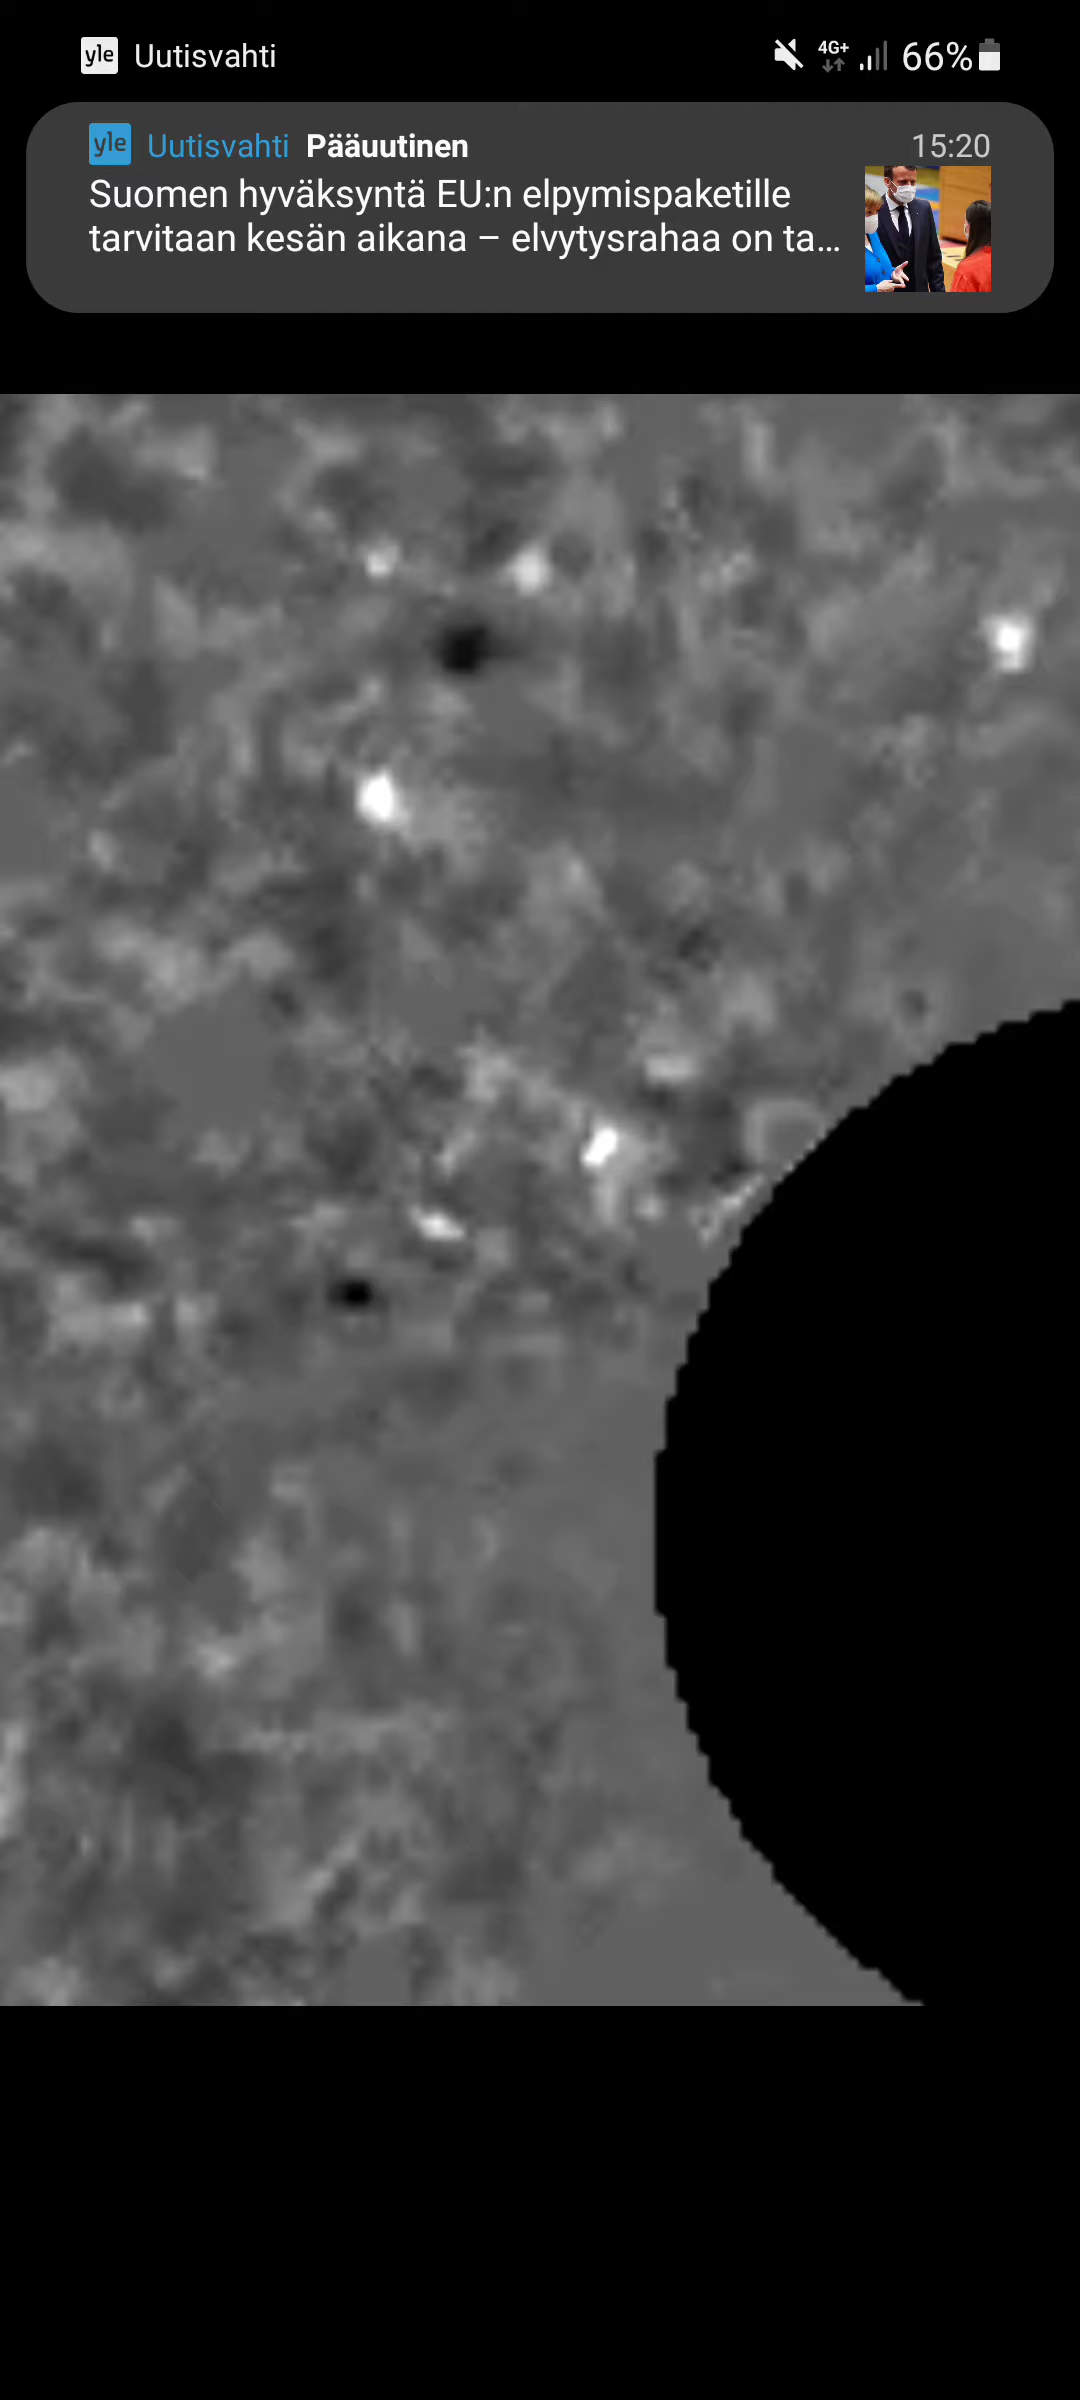 yle Uutisvahti
4G+ 66%
yle Uutisvahti Pääuutinen 15:20
Suomen hyväksyntä EU:n elpymispaketille
tarvitaan kesän aikana – elvytysrahaa on ta...